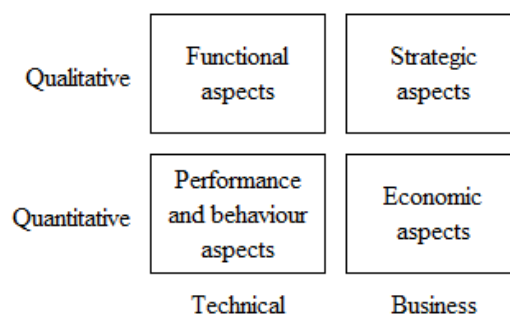 Qualitative
Functional
aspects
Strategic
aspects
Quantitative
Performance
and behaviour
aspects
Economic
aspects
Technical
Business